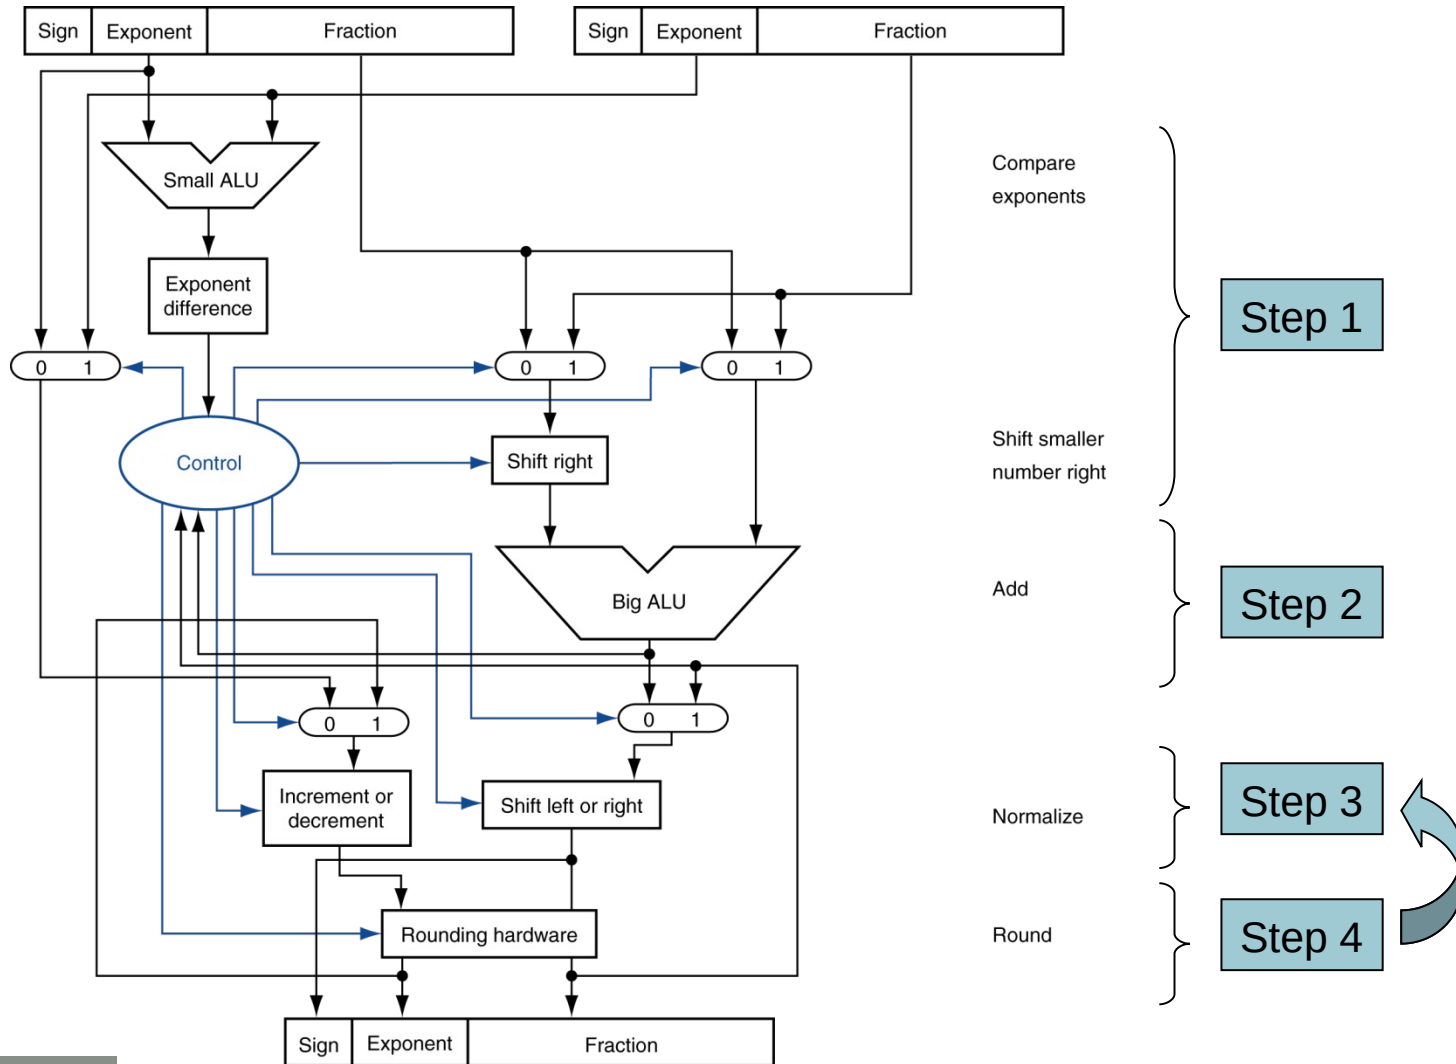 Sign Exponent Fraction Sign Exponent Fraction
Compare
exponents
Small ALU
Exponent
difference
Step 1
0 1 0 1 0 1
Control
Shift right
Shift smaller
number right
Add
Big ALU
Step 2
0 1 0 1
Increment or
decrement
Shift left or right
Normalize
Step 3
Rounding hardware
Round
Step 4
Sign Exponent Fraction